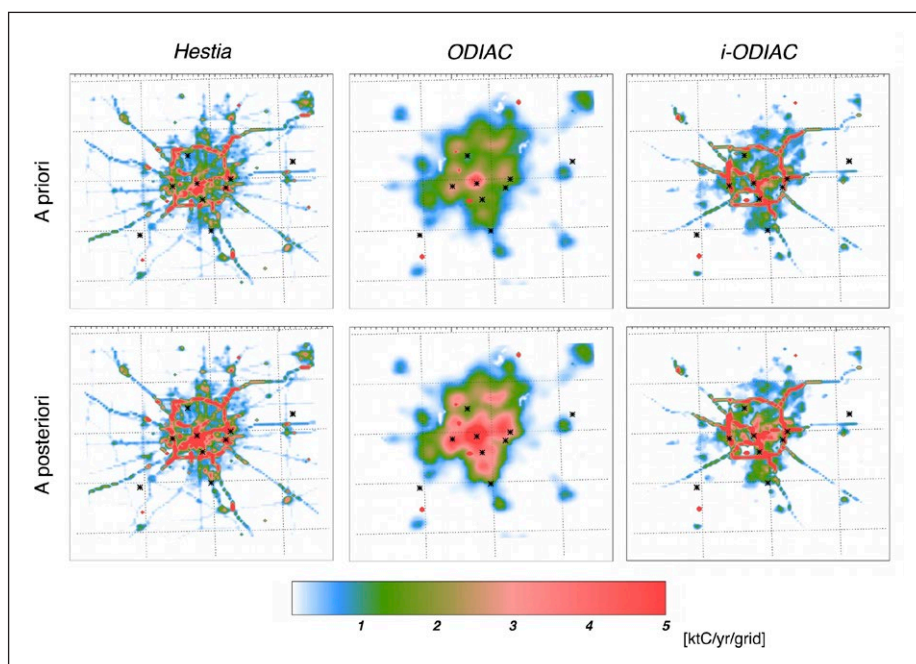 Hestia ODIAC i-ODIAC
A priori
A posteriori
1 2 3 4 5
[ktC/yr/grid]